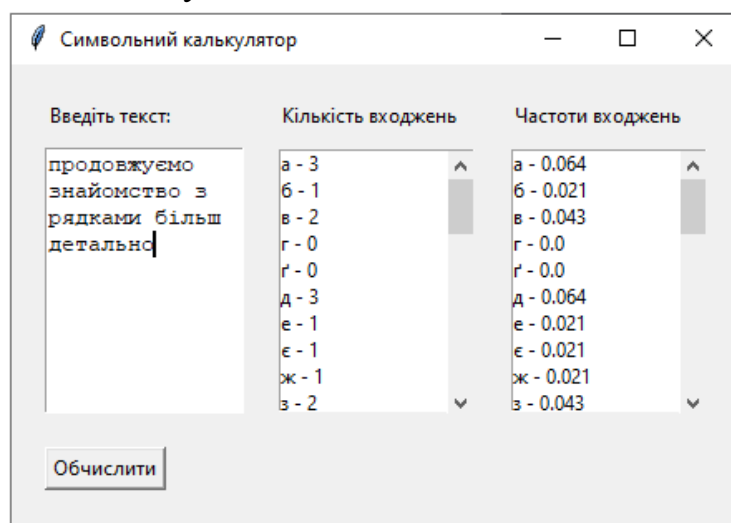 Символьний калькулятор
Введіть текст:
Кількість входжень
Частоти входжень
продовжуємо
знайомство з
рядками більш
детально
а - 3
б - 1
в - 2
г - 0
ґ - 0
д - 3
е - 1
є - 1
ж - 1
з - 2
а - 0.064
б - 0.021
в - 0.043
г - 0.0
ґ - 0.0
д - 0.064
е - 0.021
є - 0.021
ж - 0.021
з - 0.043
Обчислити